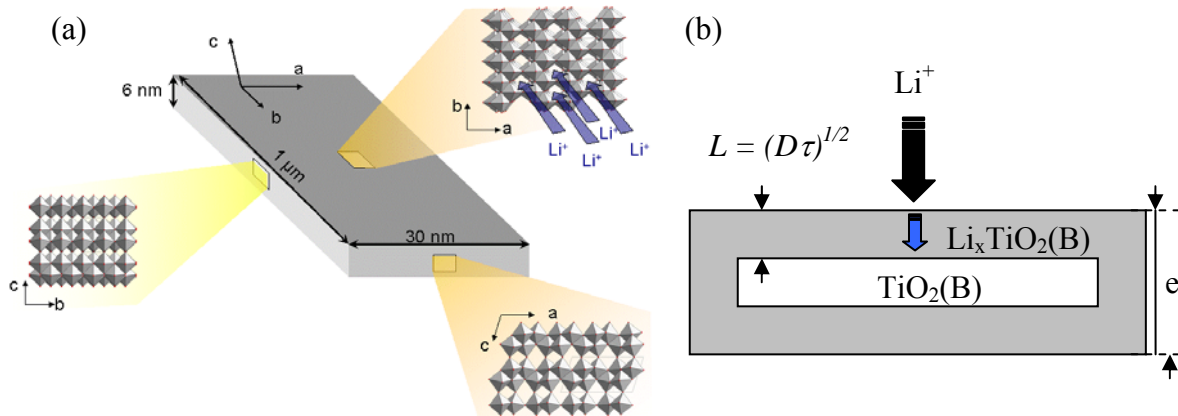 (a)
c
a
b
6 nm
1 µm
30 nm
b
a
Li⁺
Li⁺
Li⁺
Li⁺
c
b
a
c
(b)
Li⁺
L = (Dτ)^{1/2}
LiₓTiO₂(B)
TiO₂(B)
e